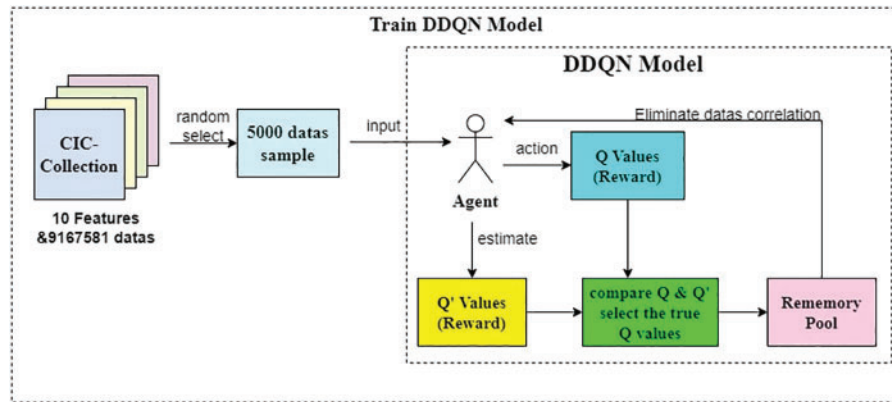 Train DDQN Model
DDQN Model
CIC-
Collection
10 Features
&9167581 datas
random
select
5000 datas
sample
input
Agent
action
Q Values
(Reward)
Eliminate datas correlation
estimate
Q' Values
(Reward)
compare Q & Q'
select the true
Q values
Rememory
Pool